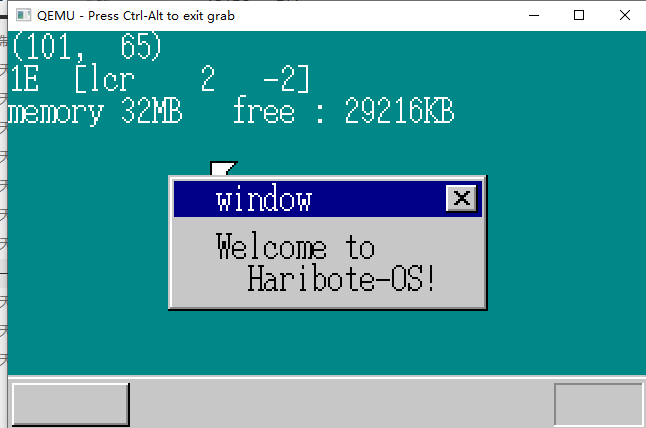 QEMU - Press Ctrl-Alt to exit grab
(101,  65)
1E  [lcr    2   -2]
memory 32MB   free : 29216KB
window
Welcome to
Haribote-OS!